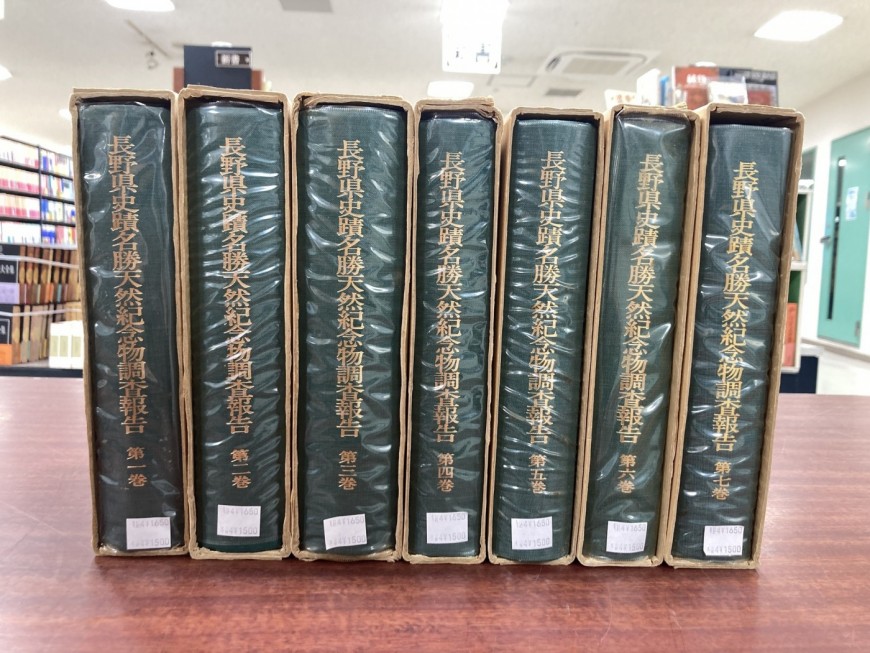 長野県史蹟名勝天然紀念物調査報告 第一巻
長野県史蹟名勝天然紀念物調査報告 第二巻
長野県史蹟名勝天然紀念物調査報告 第三巻
長野県史蹟名勝天然紀念物調査報告 第四巻
長野県史蹟名勝天然紀念物調査報告 第五巻
長野県史蹟名勝天然紀念物調査報告 第六巻
長野県史蹟名勝天然紀念物調査報告 第七巻